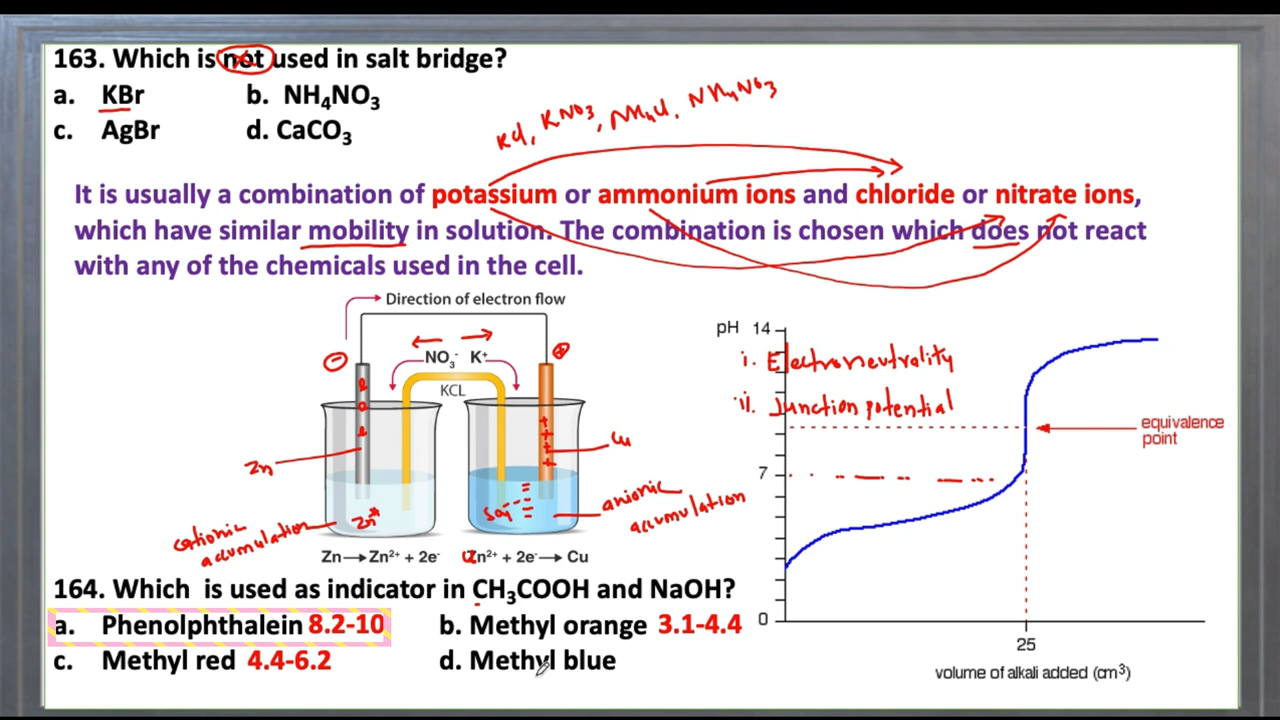 163. Which is not used in salt bridge?
a. KBr b. NH₄NO₃
c. AgBr d. CaCO₃
KCl, KNO₃, NH₄Cl, NH₄NO₃
It is usually a combination of potassium or ammonium ions and chloride or nitrate ions,
which have similar mobility in solution. The combination is chosen which does not react
with any of the chemicals used in the cell.
Direction of electron flow
NO₃⁻ K⁺
KCL
Zn
Cu
Zn⁺⁺
SO₄⁻
cationic
accumulation
anionic
accumulation
Zn→Zn²⁺ + 2e⁻ Cu²⁺ + 2e⁻→Cu
pH 14
i. Electroneutrality
ii. Junction potential
equivalence
point
7
0
25
volume of alkali added (cm³)
164. Which is used as indicator in CH₃COOH and NaOH?
a. Phenolphthalein 8.2-10 b. Methyl orange 3.1-4.4
c. Methyl red 4.4-6.2 d. Methyl blue